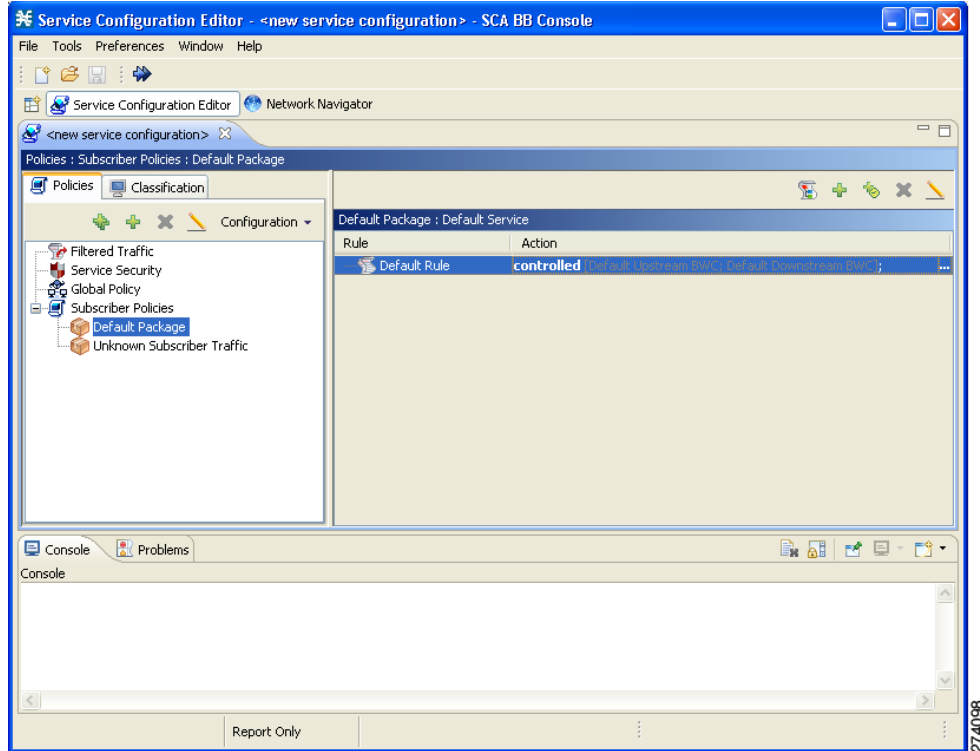 Service Configuration Editor - <new service configuration> - SCA BB Console
File Tools Preferences Window Help
Service Configuration Editor Network Navigator
<new service configuration>
Policies : Subscriber Policies : Default Package
Policies Classification
Configuration
Default Package : Default Service
Rule Action
Default Rule controlled [Default Upstream BWC; Default Downstream BWC]; ...
Filtered Traffic
Service Security
Global Policy
Subscriber Policies
Default Package
Unknown Subscriber Traffic
Console Problems
Console
Report Only
274098